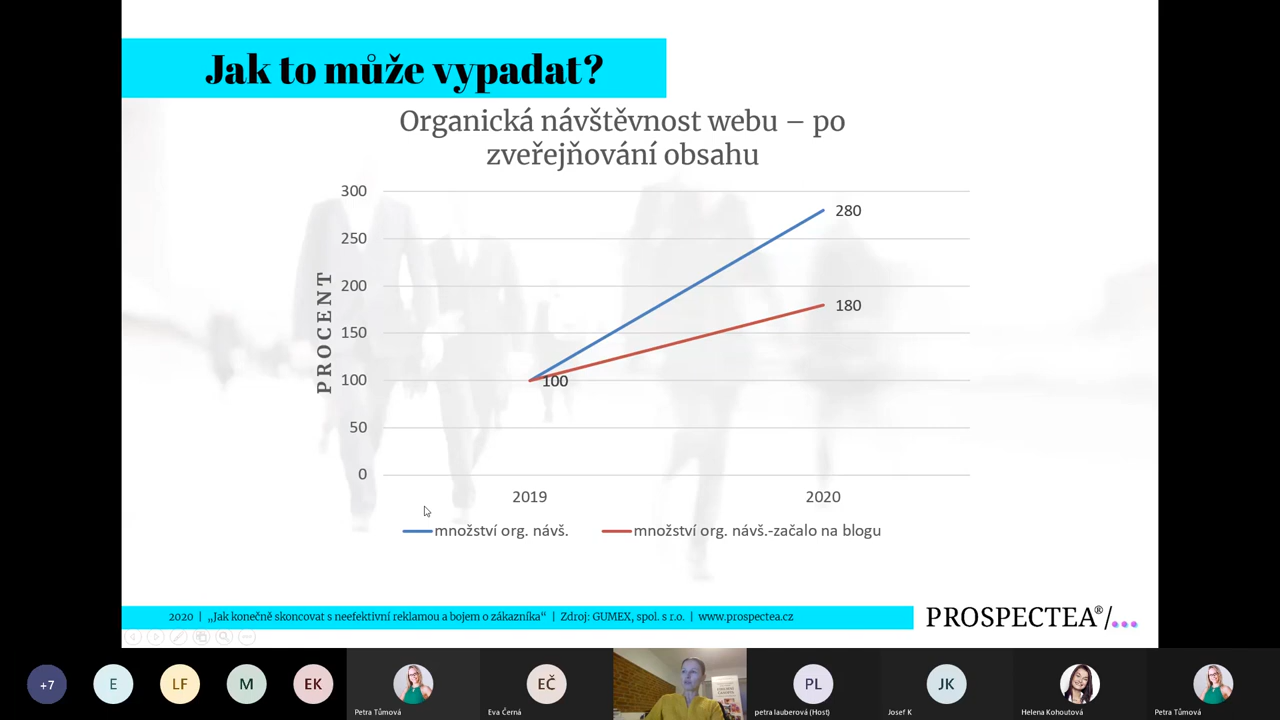 Jak to může vypadat?
Organická návštěvnost webu – po
zveřejňování obsahu
300
250
200
150
100
50
0
PROCENT
280
180
100
2019
2020
množství org. návš.
množství org. návš.-začalo na blogu
2020 | „Jak konečně skoncovat s neefektivní reklamou a bojem o zákazníka“ | Zdroj: GUMEX, spol. s r.o. | www.prospectea.cz
PROSPECTEA®/...
+7
E
LF
M
EK
Petra Tůmová
EČ
Eva Černá
PL
petra lauberová (Host)
JK
Josef K
Helena Kohoutová
Petra Tůmová